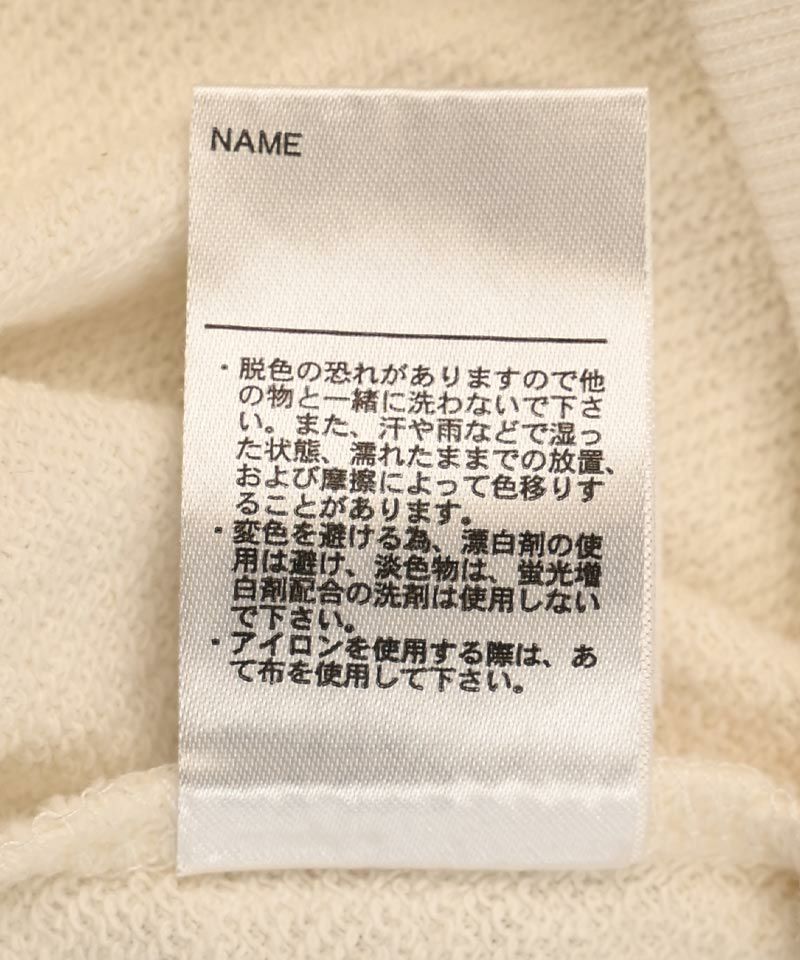 NAME
・脱色の恐れがありますので他
の物と一緒に洗わないで下さ
い。また、汗や雨などで湿っ
た状態、濡れたままでの放置、
および摩擦によって色移りす
ることがあります。
・変色を避ける為、漂白剤の使
用は避け、淡色物は、蛍光増
白剤配合の洗剤は使用しない
で下さい。
・アイロンを使用する際は、あ
て布を使用して下さい。